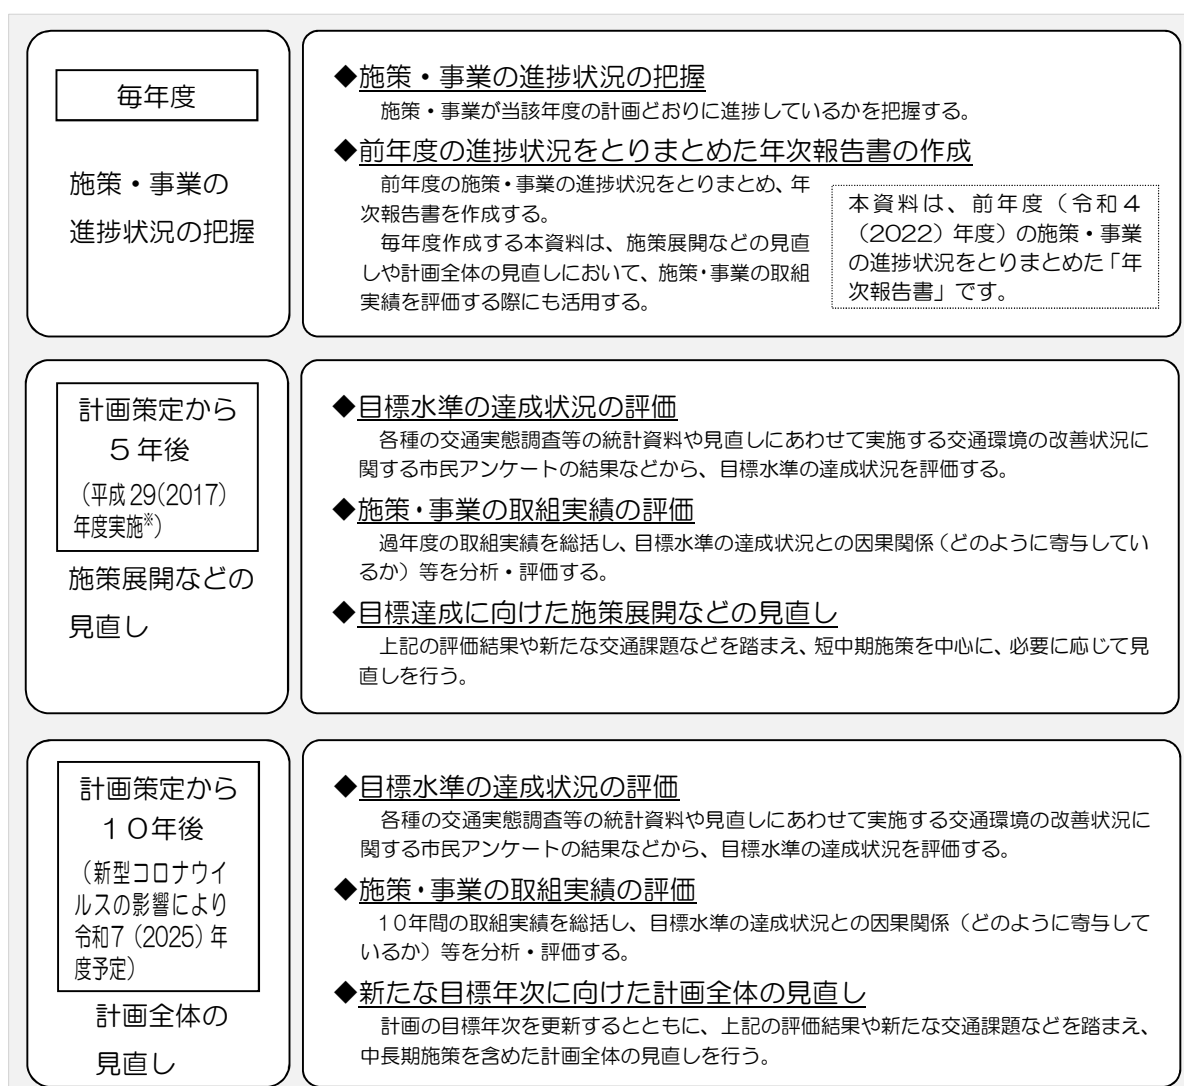 毎年度
施策・事業の
進捗状況の把握
◆施策・事業の進捗状況の把握
施策・事業が当該年度の計画どおりに進捗しているかを把握する。
◆前年度の進捗状況をとりまとめた年次報告書の作成
前年度の施策・事業の進捗状況をとりまとめ、年
次報告書を作成する。
毎年度作成する本資料は、施策展開などの見直
しや計画全体の見直しにおいて、施策・事業の取組
実績を評価する際にも活用する。
本資料は、前年度（令和４
（2022）年度）の施策・事業
の進捗状況をとりまとめた「年
次報告書」です。
計画策定から
５年後
（平成29(2017)
年度実施※）
施策展開などの
見直し
◆目標水準の達成状況の評価
各種の交通実態調査等の統計資料や見直しにあわせて実施する交通環境の改善状況に
関する市民アンケートの結果などから、目標水準の達成状況を評価する。
◆施策・事業の取組実績の評価
過年度の取組実績を総括し、目標水準の達成状況との因果関係（どのように寄与してい
るか）等を分析・評価する。
◆目標達成に向けた施策展開などの見直し
上記の評価結果や新たな交通課題などを踏まえ、短中期施策を中心に、必要に応じて見
直しを行う。
計画策定から
１０年後
（新型コロナウイ
ルスの影響により
令和7（2025）年
度予定）
計画全体の
見直し
◆目標水準の達成状況の評価
各種の交通実態調査等の統計資料や見直しにあわせて実施する交通環境の改善状況に
関する市民アンケートの結果などから、目標水準の達成状況を評価する。
◆施策・事業の取組実績の評価
１０年間の取組実績を総括し、目標水準の達成状況との因果関係（どのように寄与して
いるか）等を分析・評価する。
◆新たな目標年次に向けた計画全体の見直し
計画の目標年次を更新するとともに、上記の評価結果や新たな交通課題などを踏まえ、
中長期施策を含めた計画全体の見直しを行う。